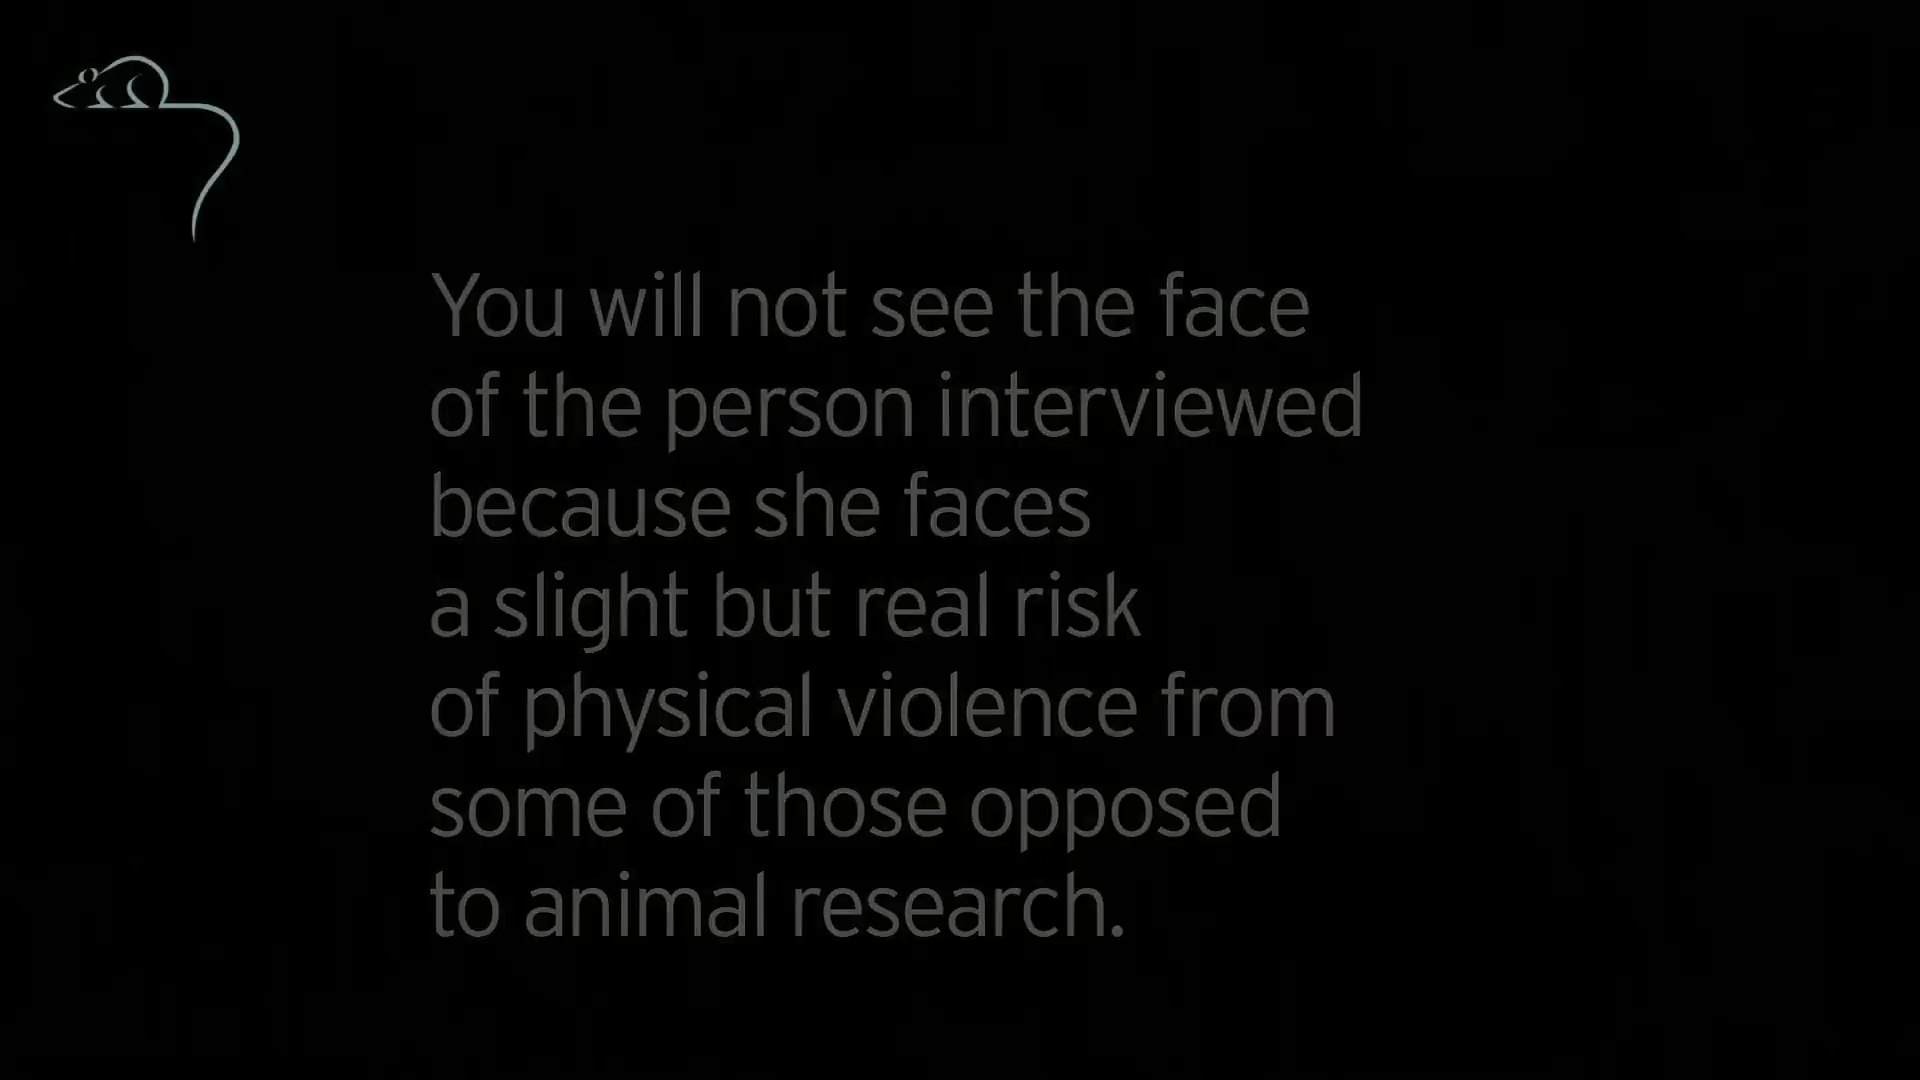 You will not see the face
of the person interviewed
because she faces
a slight but real risk
of physical violence from
some of those opposed
to animal research.